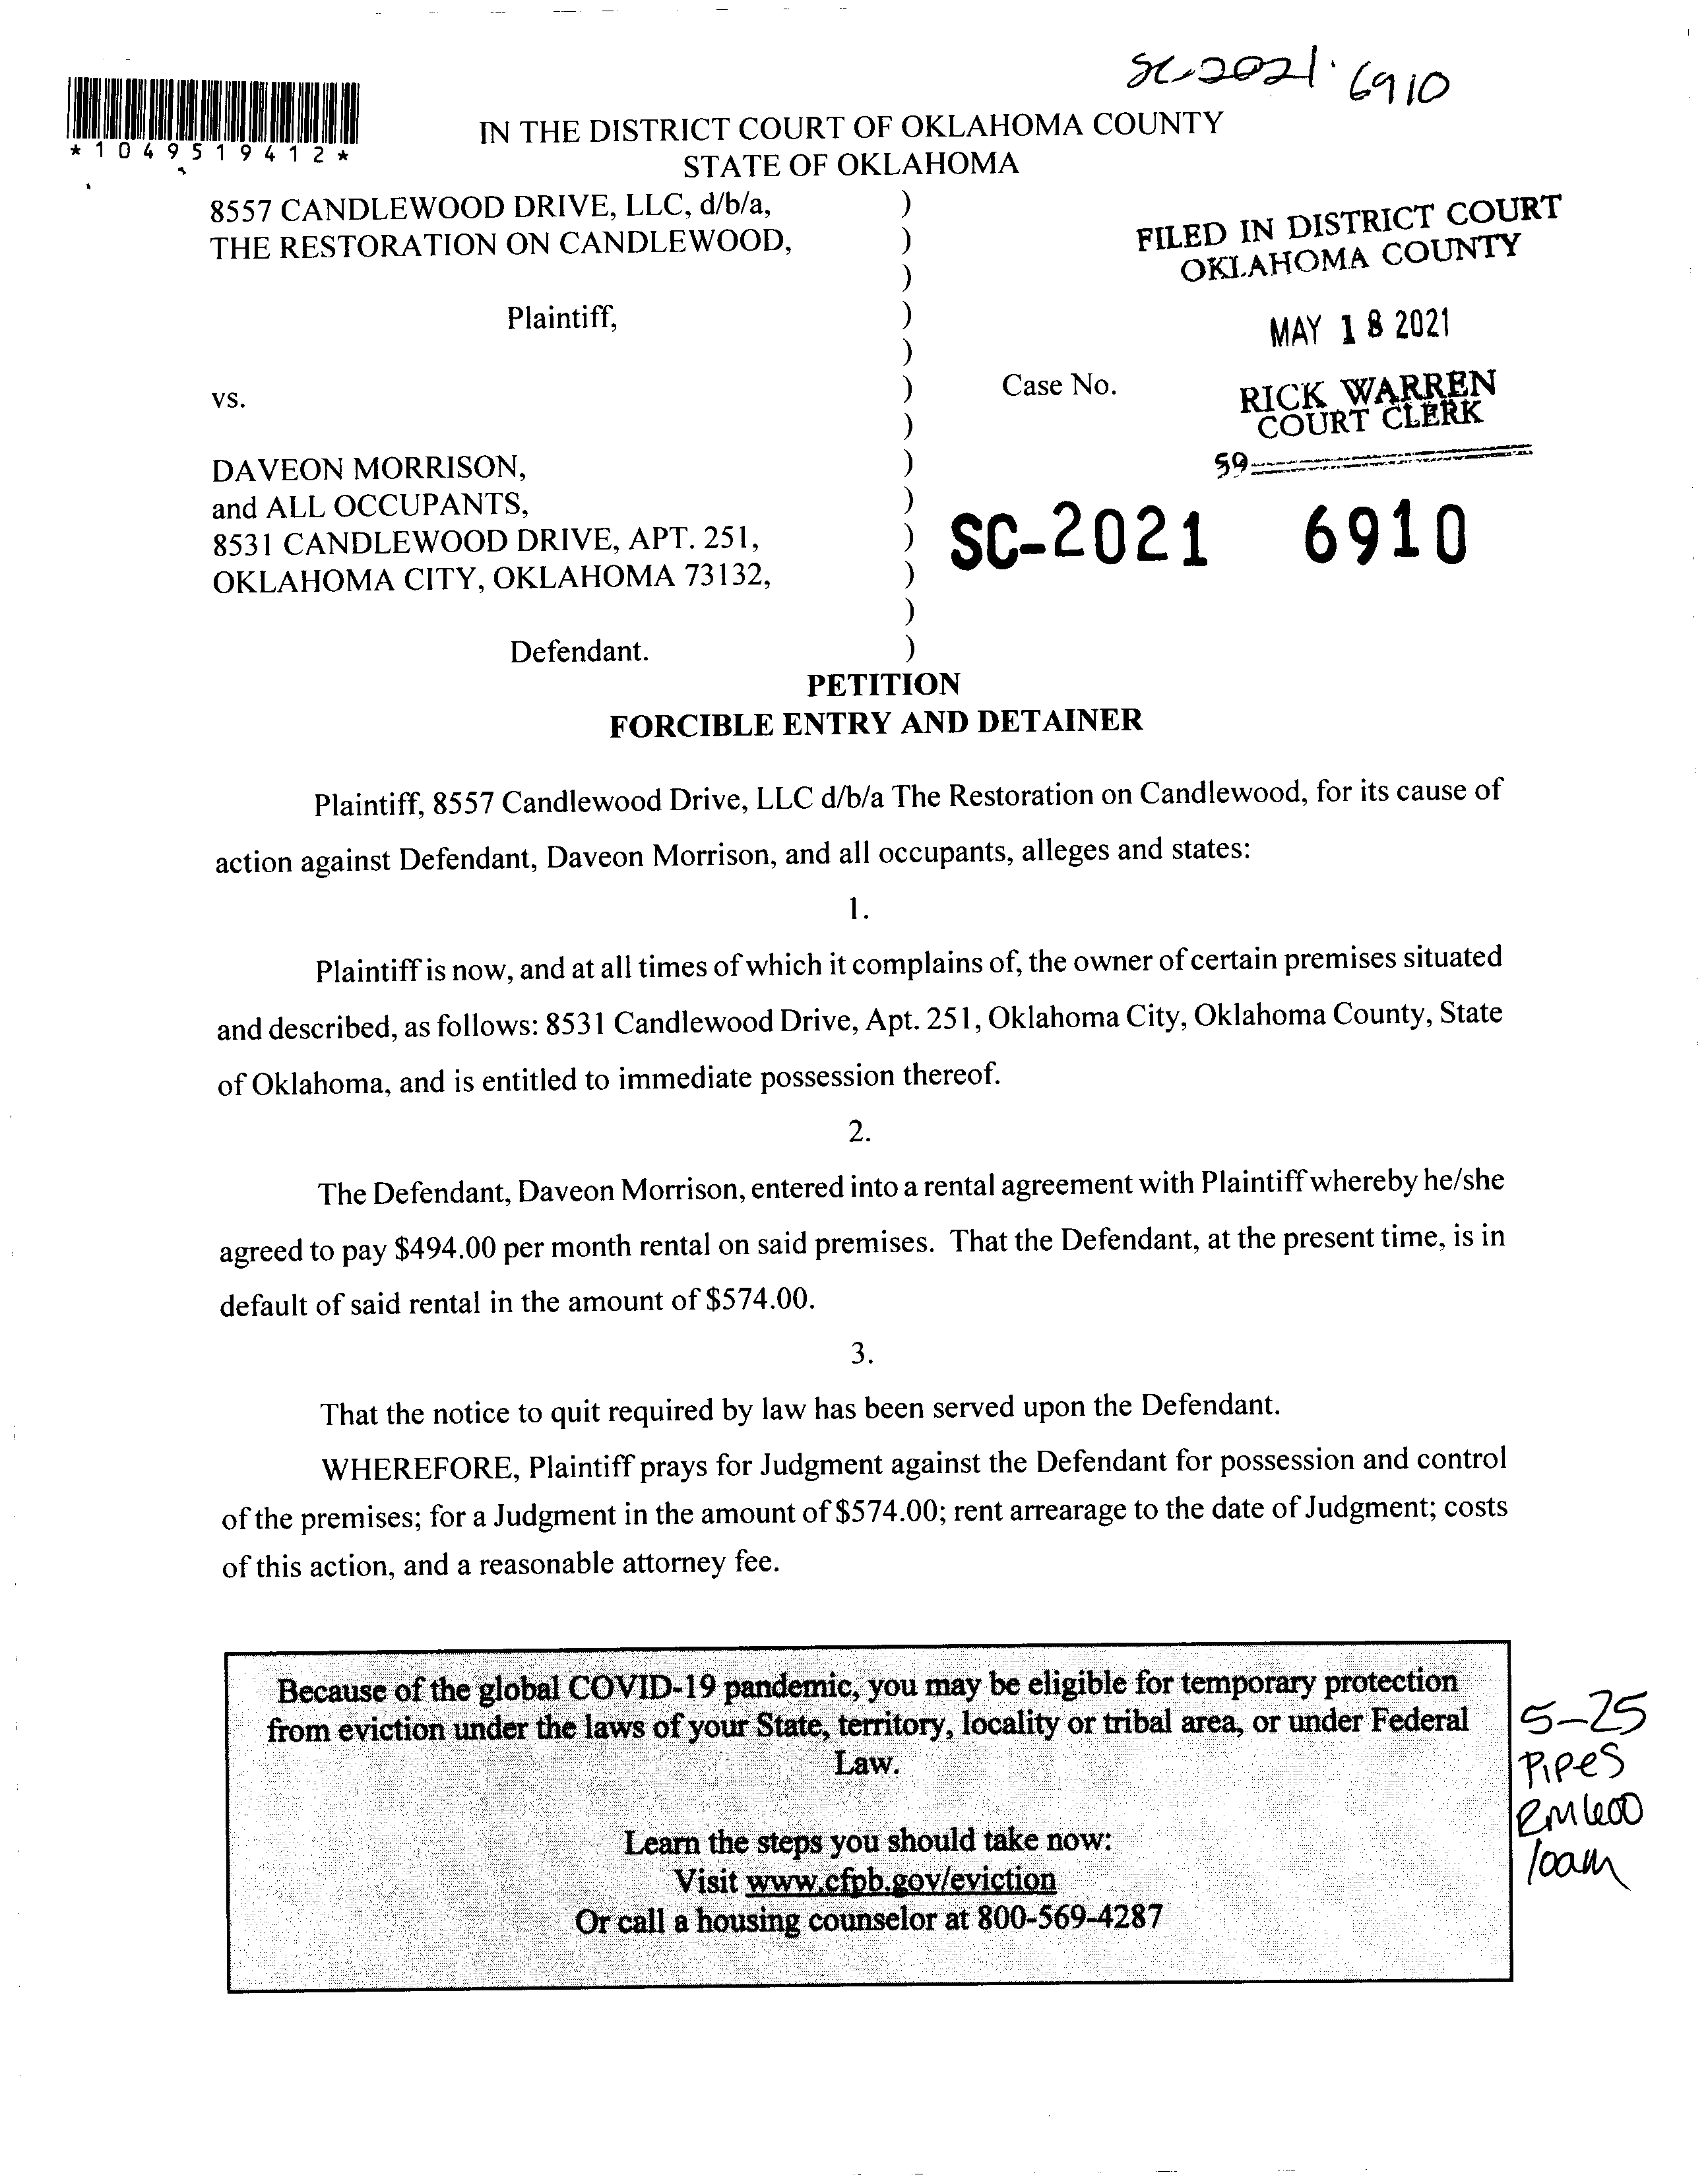 SC-2021-6910
*1049519412*
IN THE DISTRICT COURT OF OKLAHOMA COUNTY
STATE OF OKLAHOMA
8557 CANDLEWOOD DRIVE, LLC, d/b/a, )
THE RESTORATION ON CANDLEWOOD, )
)
Plaintiff, )
)
vs. ) Case No.
)
DAVEON MORRISON, )
and ALL OCCUPANTS, )
8531 CANDLEWOOD DRIVE, APT. 251, )
OKLAHOMA CITY, OKLAHOMA 73132, )
)
Defendant. )
FILED IN DISTRICT COURT
OKLAHOMA COUNTY
MAY 18 2021
RICK WARREN
COURT CLERK
59
SC-2021 6910
PETITION
FORCIBLE ENTRY AND DETAINER
Plaintiff, 8557 Candlewood Drive, LLC d/b/a The Restoration on Candlewood, for its cause of
action against Defendant, Daveon Morrison, and all occupants, alleges and states:
1.
Plaintiff is now, and at all times of which it complains of, the owner of certain premises situated
and described, as follows: 8531 Candlewood Drive, Apt. 251, Oklahoma City, Oklahoma County, State
of Oklahoma, and is entitled to immediate possession thereof.
2.
The Defendant, Daveon Morrison, entered into a rental agreement with Plaintiff whereby he/she
agreed to pay $494.00 per month rental on said premises. That the Defendant, at the present time, is in
default of said rental in the amount of $574.00.
3.
That the notice to quit required by law has been served upon the Defendant.
WHEREFORE, Plaintiff prays for Judgment against the Defendant for possession and control
of the premises; for a Judgment in the amount of $574.00; rent arrearage to the date of Judgment; costs
of this action, and a reasonable attorney fee.
Because of the global COVID-19 pandemic, you may be eligible for temporary protection
from eviction under the laws of your State, territory, locality or tribal area, or under Federal
Law.
Learn the steps you should take now:
Visit www.cfpb.gov/eviction
Or call a housing counselor at 800-569-4287
5-25
Pipes
RM 600
10am